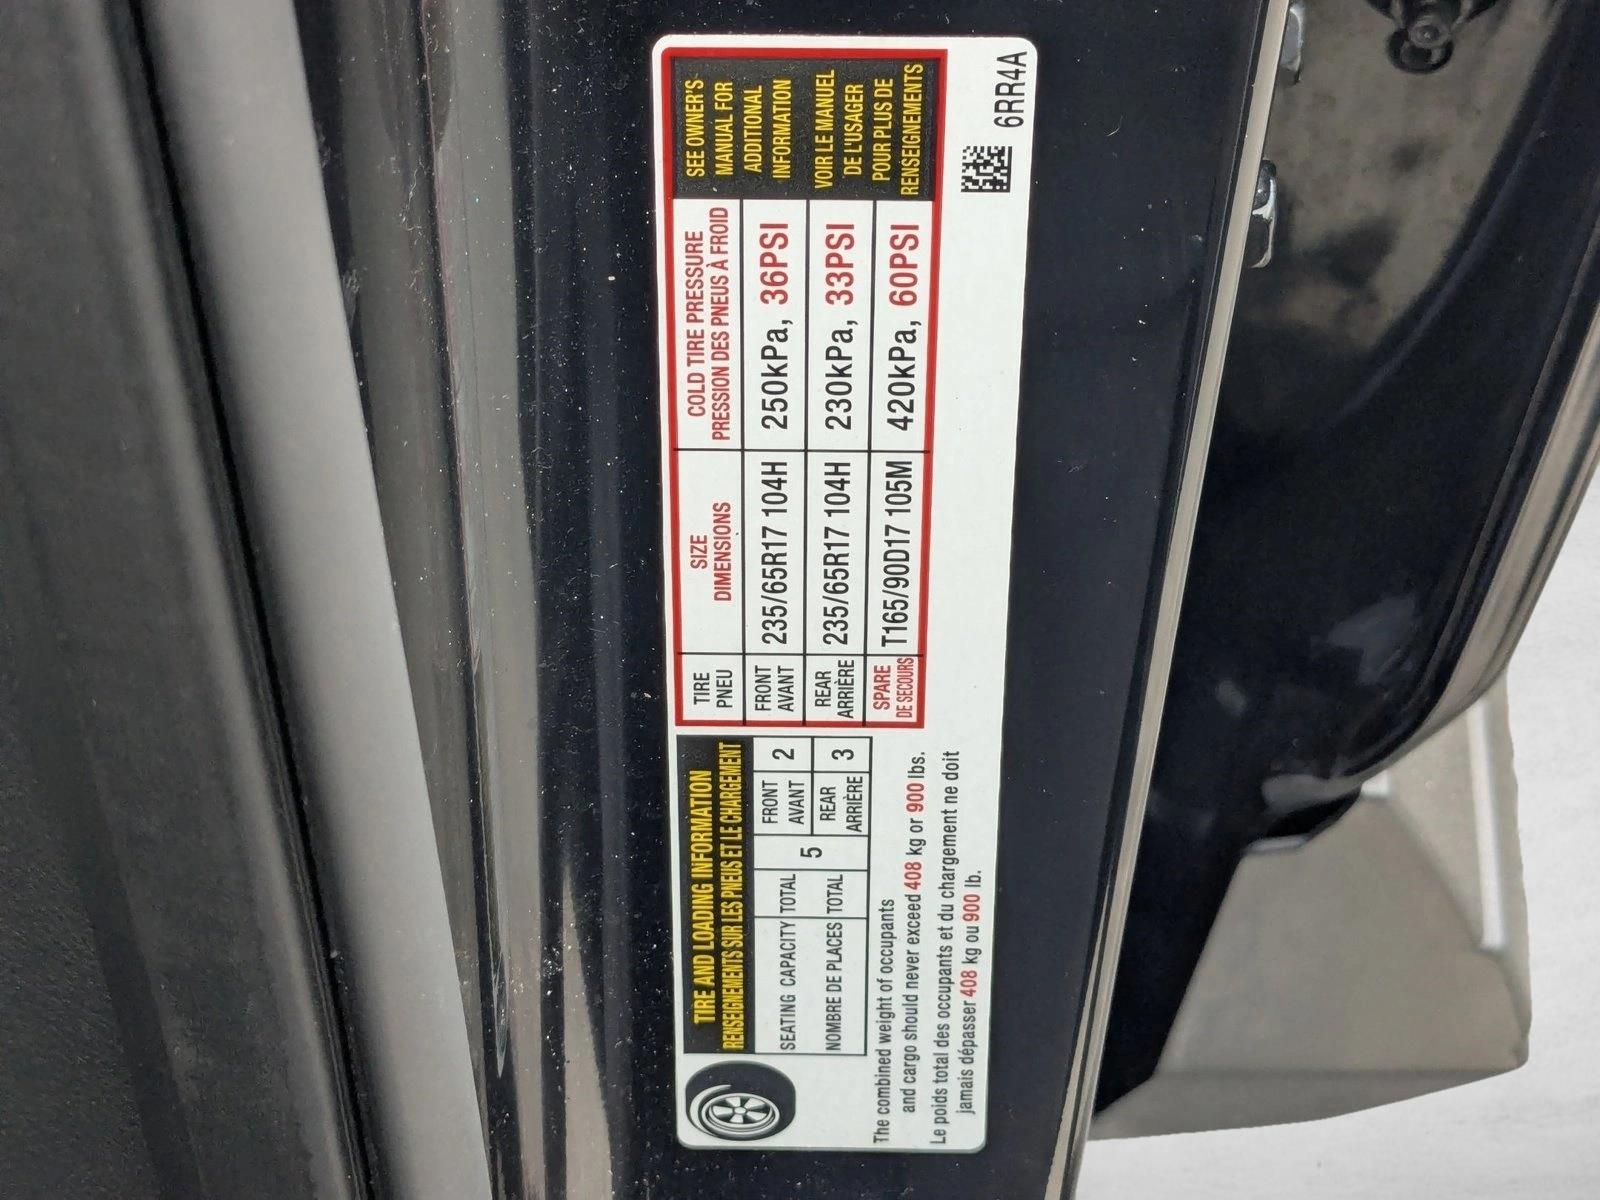 TIRE AND LOADING INFORMATION
RENSEIGNEMENTS SUR LES PNEUS ET LE CHARGEMENT
SEATING CAPACITY TOTAL 5 FRONT AVANT 2
NOMBRE DE PLACES TOTAL REAR ARRIÈRE 3
The combined weight of occupants
and cargo should never exceed 408 kg or 900 lbs.
Le poids total des occupants et du chargement ne doit
jamais dépasser 408 kg ou 900 lb.
TIRE SIZE COLD TIRE PRESSURE
PNEU DIMENSIONS PRESSION DES PNEUS À FROID
FRONT AVANT 235/65R17 104H 250kPa, 36PSI
REAR ARRIÈRE 235/65R17 104H 230kPa, 33PSI
SPARE DE SECOURS T165/90D17 105M 420kPa, 60PSI
SEE OWNER'S
MANUAL FOR
ADDITIONAL
INFORMATION
VOIR LE MANUEL
DE L'USAGER
POUR PLUS DE
RENSEIGNEMENTS
6RR4A